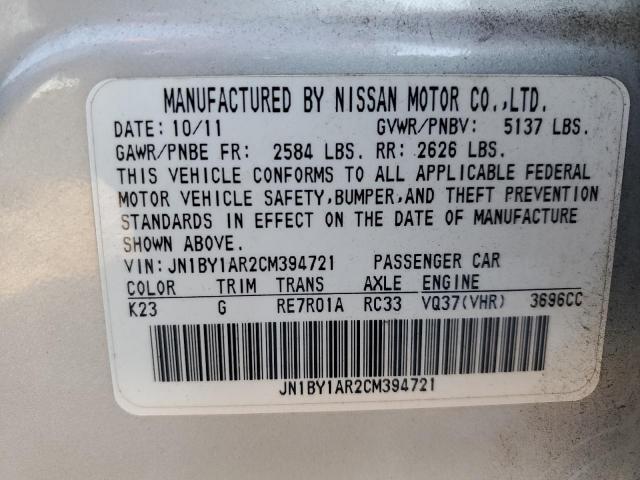 MANUFACTURED BY NISSAN MOTOR CO.,LTD.
DATE: 10/11 GVWR/PNBV: 5137 LBS.
GAWR/PNBE FR: 2584 LBS. RR: 2626 LBS.
THIS VEHICLE CONFORMS TO ALL APPLICABLE FEDERAL
MOTOR VEHICLE SAFETY,BUMPER,AND THEFT PREVENTION
STANDARDS IN EFFECT ON THE DATE OF MANUFACTURE
SHOWN ABOVE.
VIN: JN1BY1AR2CM394721 PASSENGER CAR
COLOR TRIM TRANS AXLE ENGINE
K23 G RE7R01A RC33 VQ37(VHR) 3696CC
JN1BY1AR2CM394721